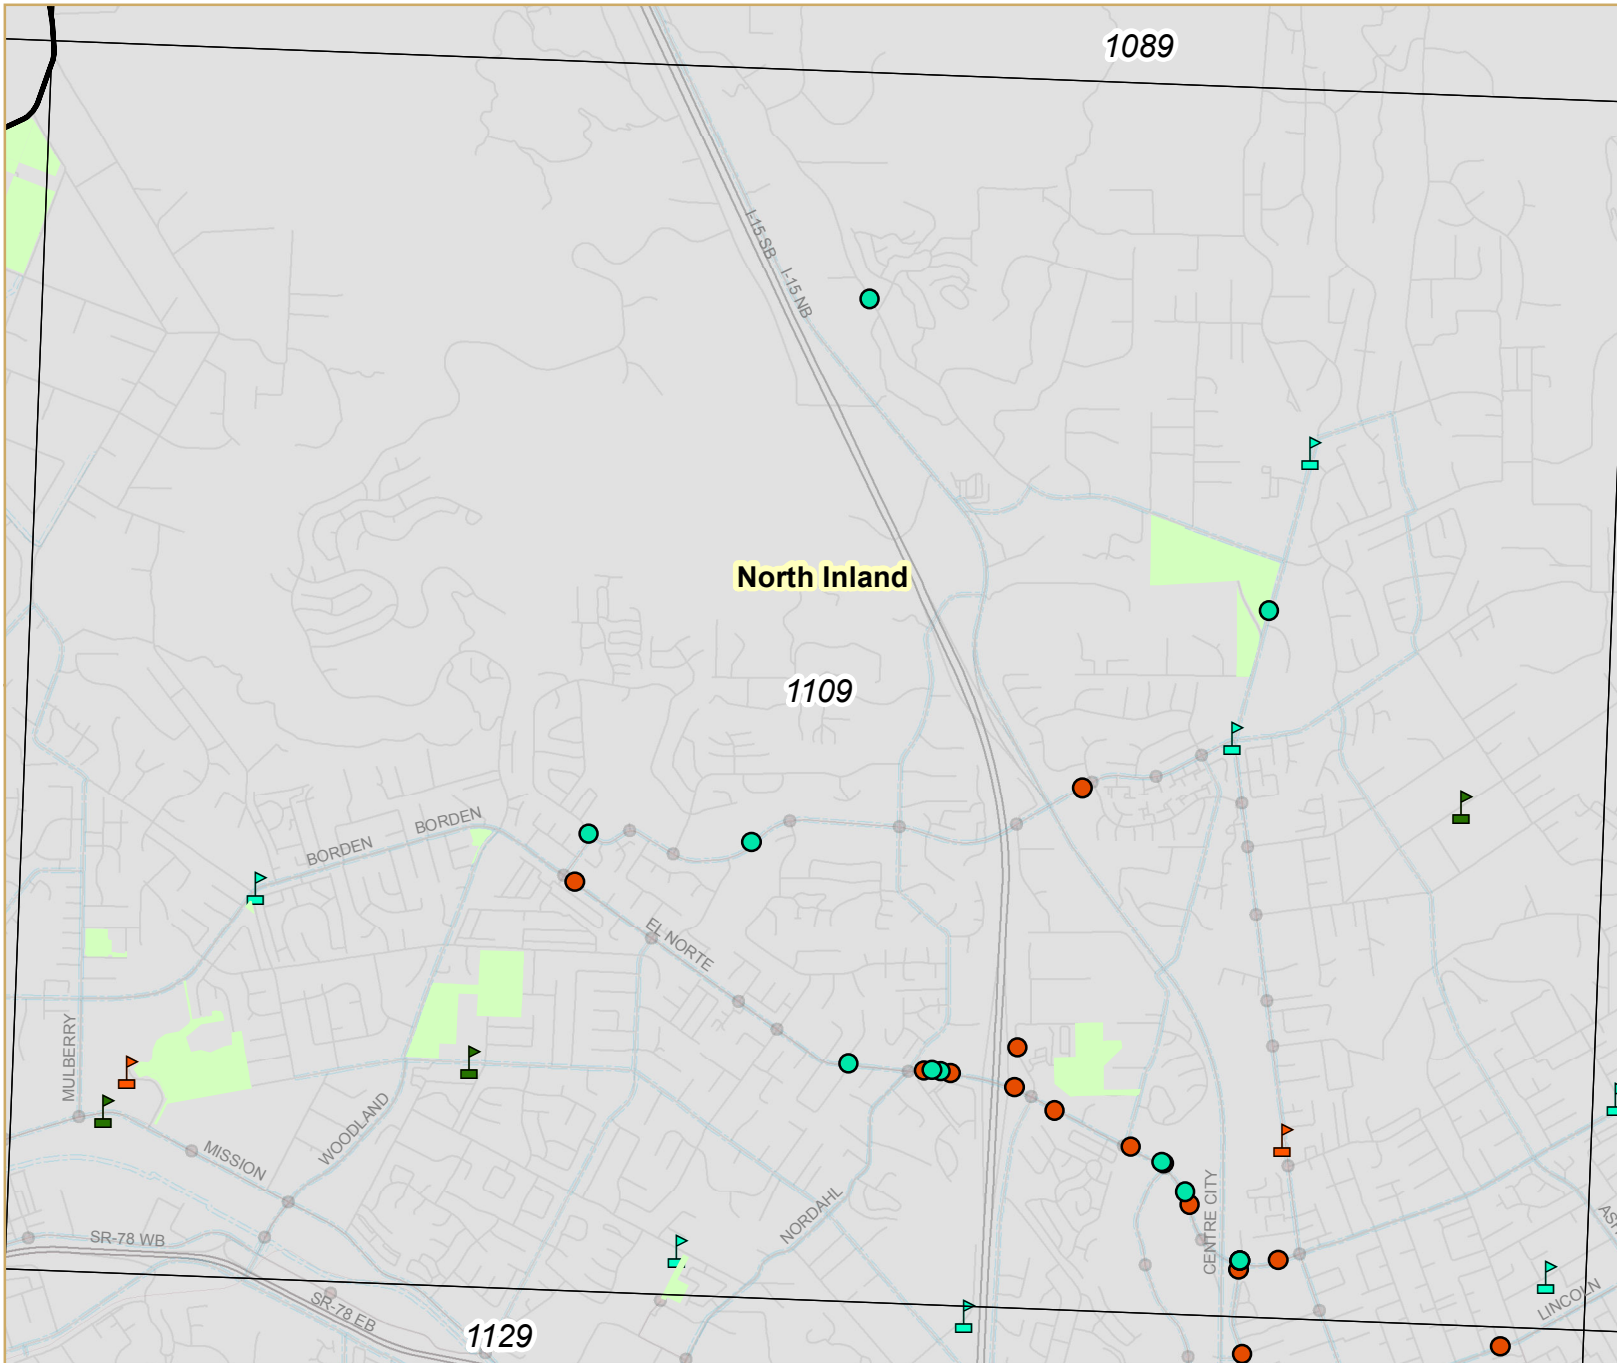 1089
I-15 SB
I-15 NB
North Inland
1109
BORDEN
BORDEN
EL NORTE
MULBERRY
WOODLAND
MISSION
NORDAHL
CENTRE CITY
SR-78 WB
SR-78 EB
LINCOLN
1129